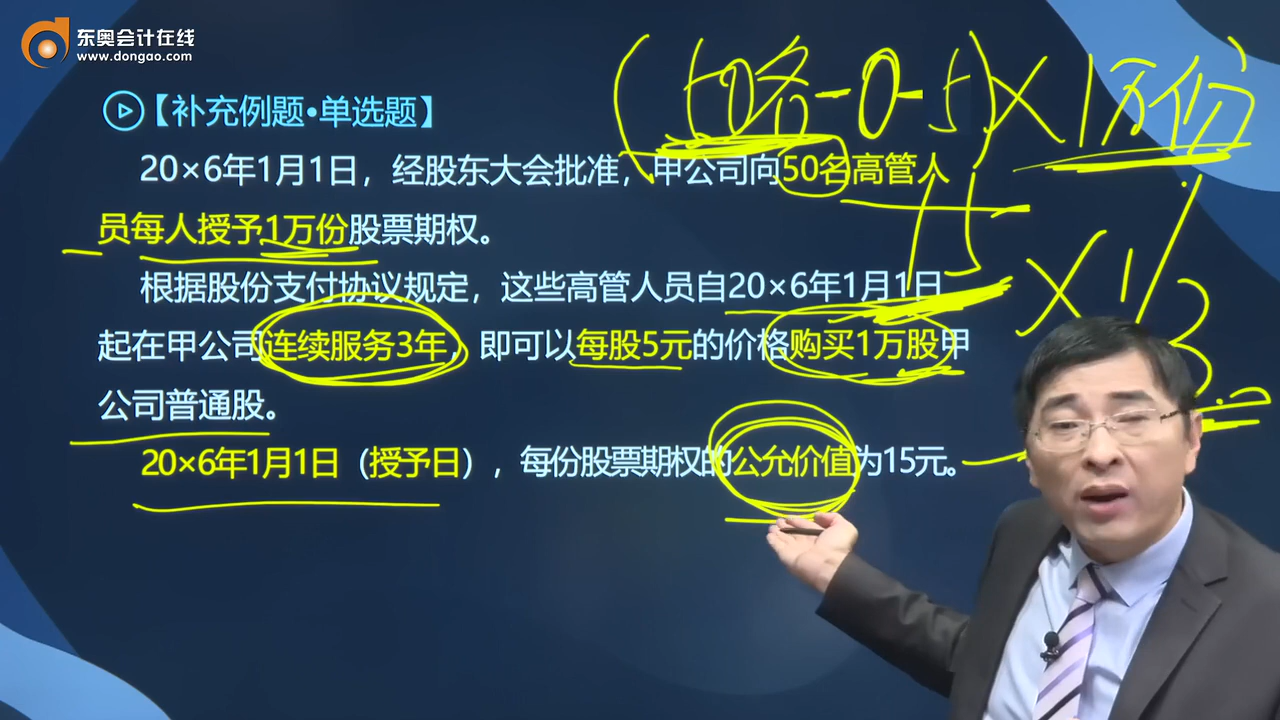 东奥会计在线
www.dongao.com
【补充例题•单选题】
(50名-0-5)×1万份
20×6年1月1日，经股东大会批准，甲公司向50名高管人
员每人授予1万份股票期权。
15
×1/3
根据股份支付协议规定，这些高管人员自20×6年1月1日
起在甲公司连续服务3年，即可以每股5元的价格购买1万股甲
公司普通股。
20×6年1月1日（授予日），每份股票期权的公允价值为15元。